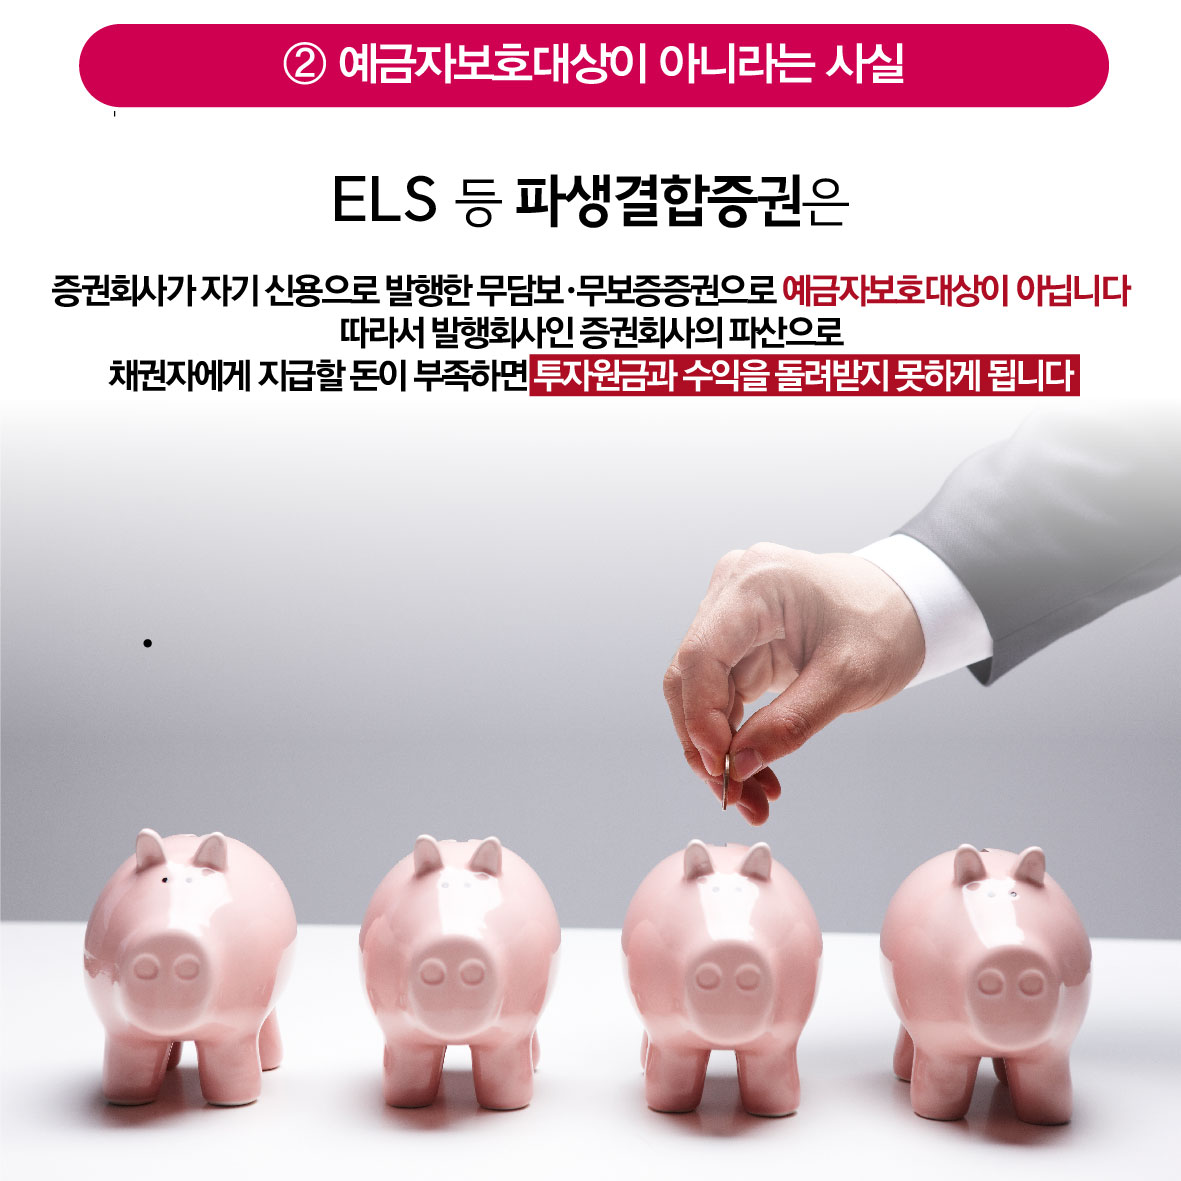 ② 예금자보호대상이 아니라는 사실
ELS 등 파생결합증권은
증권회사가 자기 신용으로 발행한 무담보·무보증증권으로 예금자보호대상이 아닙니다
따라서 발행회사인 증권회사의 파산으로
채권자에게 지급할 돈이 부족하면 투자원금과 수익을 돌려받지 못하게 됩니다